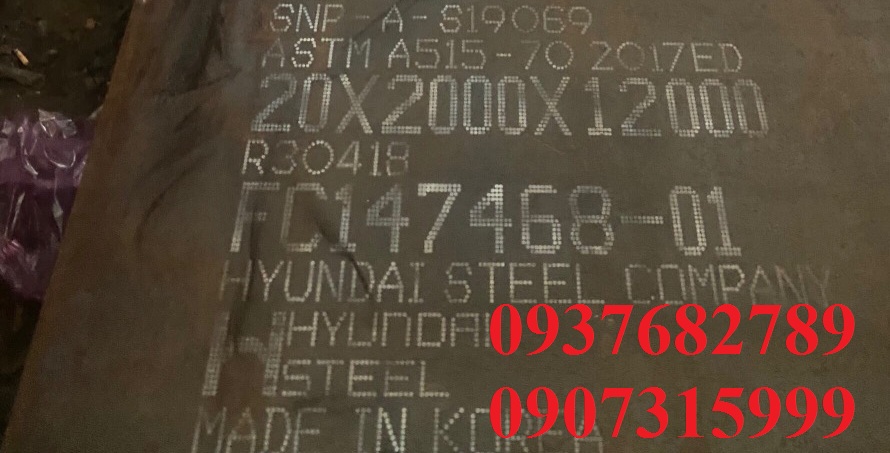 SNP-A-S19069
ASTM A515-70 2017ED
20X2000X12000
R30418
FC147468-01
HYUNDAI STEEL COMPANY
HYUNDAI
STEEL
MADE IN KOREA
0937682789
0907315999